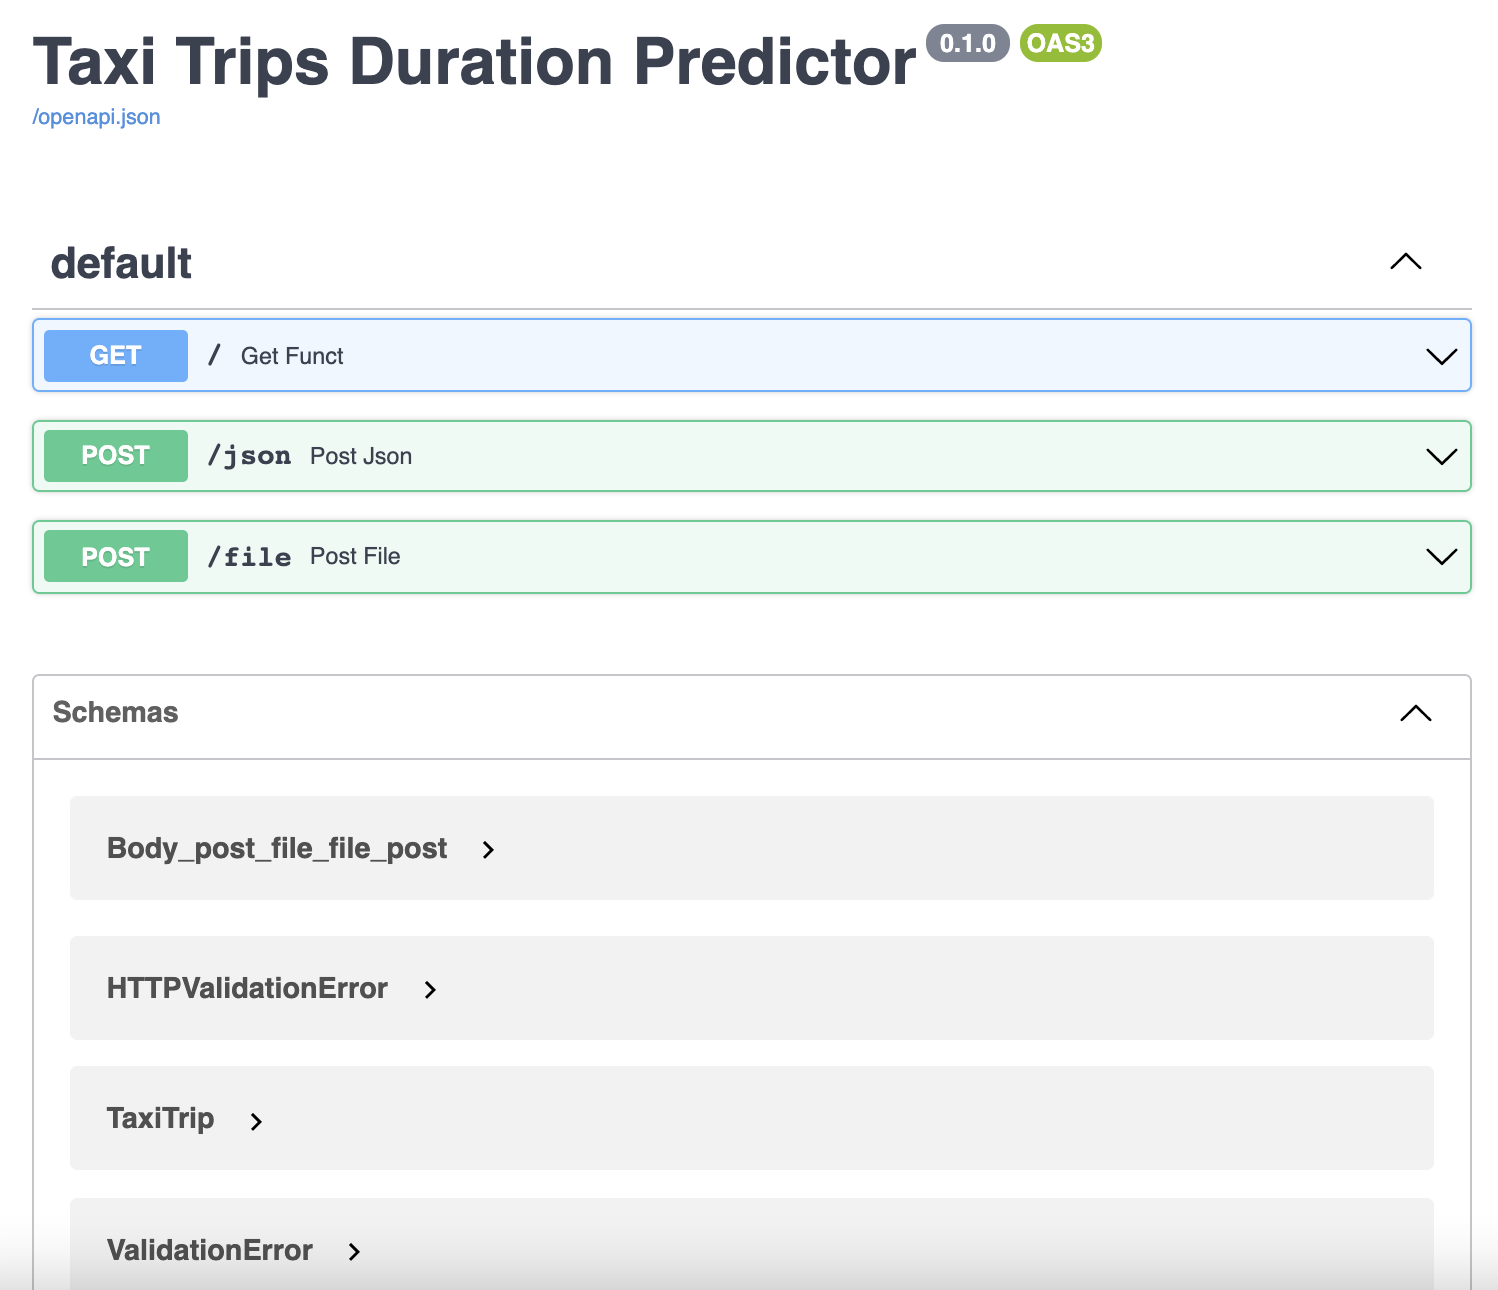 Taxi Trips Duration Predictor 0.1.0 OAS3
/openapi.json
default
GET / Get Funct
POST /json Post Json
POST /file Post File
Schemas
Body_post_file_file_post
HTTPValidationError
TaxiTrip
ValidationError